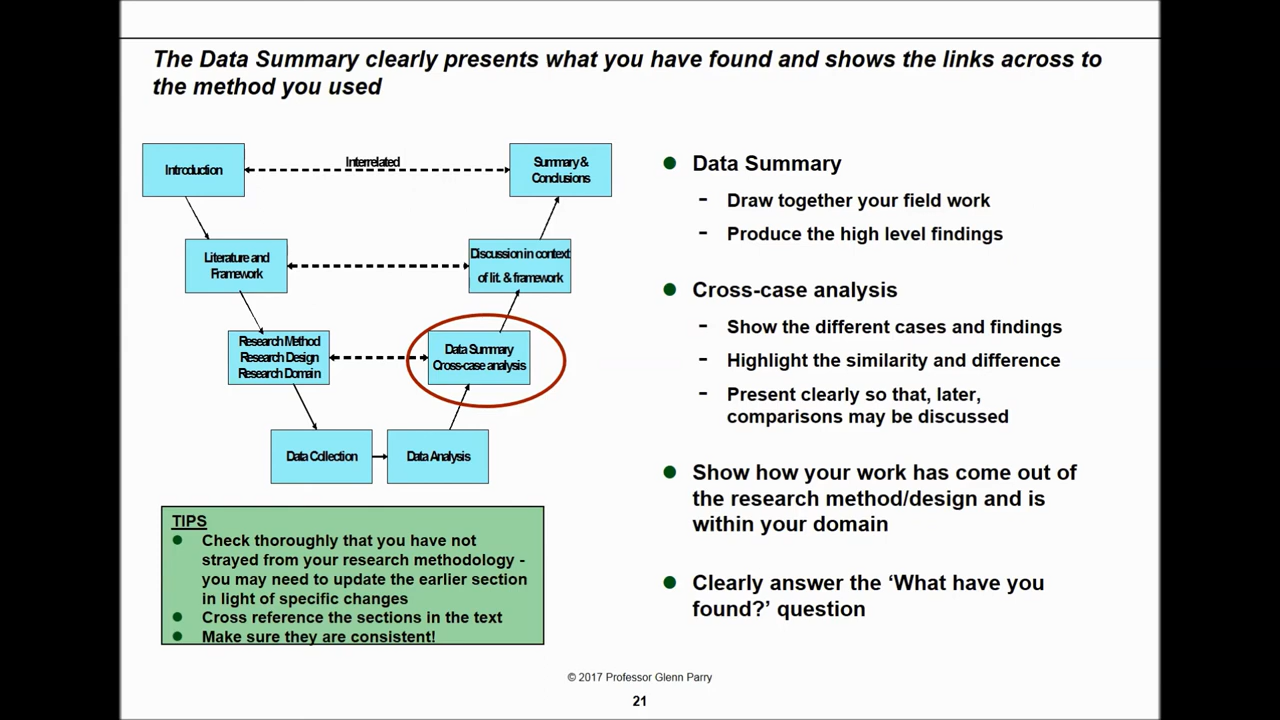 The Data Summary clearly presents what you have found and shows the links across to
the method you used
Introduction
Interrelated
Summary &
Conclusions
Literature and
Framework
Discussion in context
of lit. & framework
Research Method
Research Design
Research Domain
Data Summary
Cross-case analysis
Data Collection
Data Analysis
TIPS
● Check thoroughly that you have not
strayed from your research methodology -
you may need to update the earlier section
in light of specific changes
● Cross reference the sections in the text
● Make sure they are consistent!
● Data Summary
- Draw together your field work
- Produce the high level findings
● Cross-case analysis
- Show the different cases and findings
- Highlight the similarity and difference
- Present clearly so that, later,
comparisons may be discussed
● Show how your work has come out of
the research method/design and is
within your domain
● Clearly answer the ‘What have you
found?’ question
© 2017 Professor Glenn Parry
21